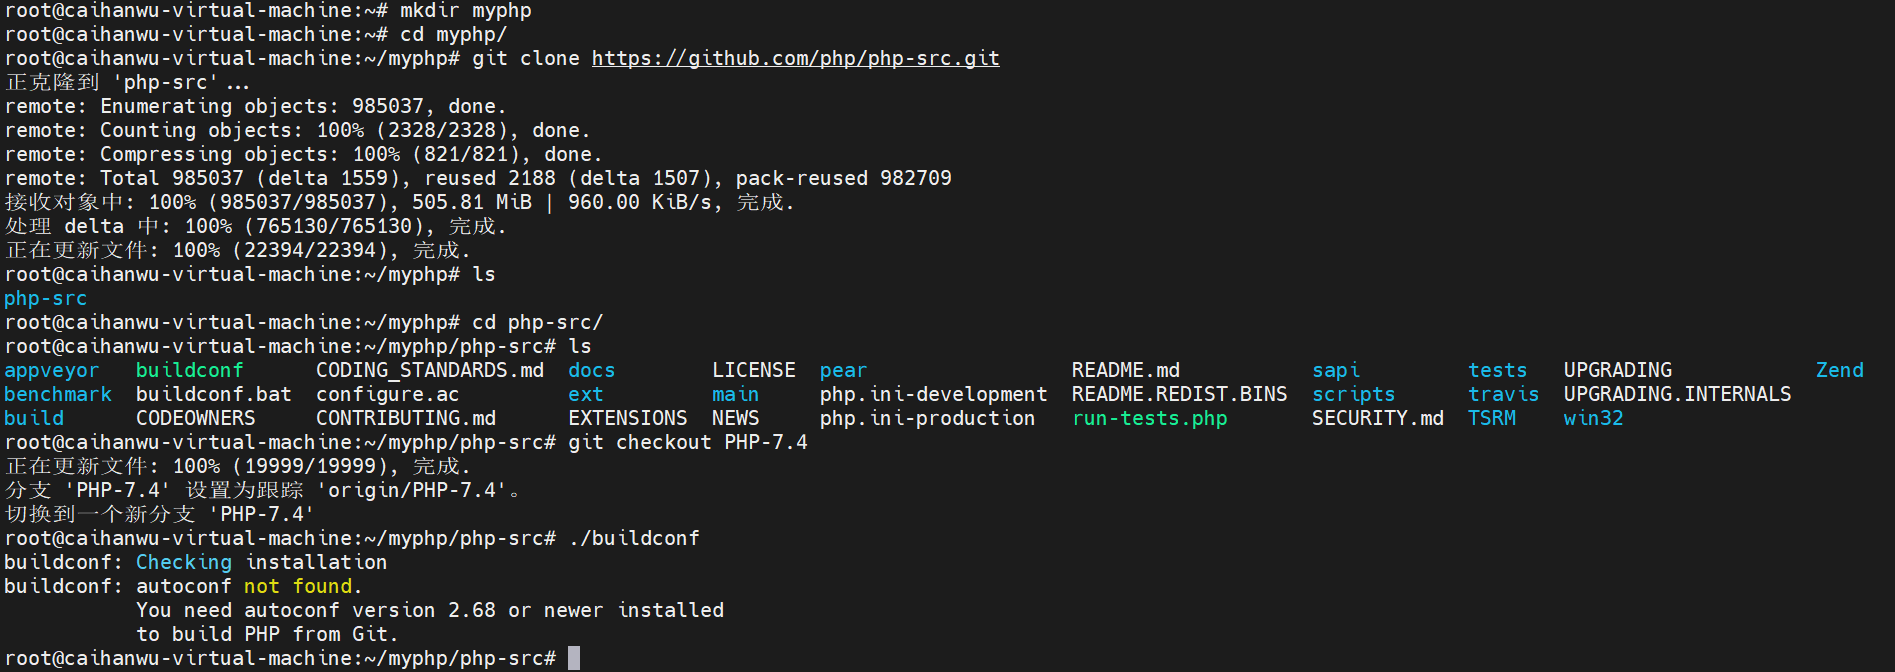 root@caihanwu-virtual-machine:~# mkdir myphp
root@caihanwu-virtual-machine:~# cd myphp/
root@caihanwu-virtual-machine:~/myphp# git clone https://github.com/php/php-src.git
正克隆到 'php-src'...
remote: Enumerating objects: 985037, done.
remote: Counting objects: 100% (2328/2328), done.
remote: Compressing objects: 100% (821/821), done.
remote: Total 985037 (delta 1559), reused 2188 (delta 1507), pack-reused 982709
接收对象中: 100% (985037/985037), 505.81 MiB | 960.00 KiB/s, 完成.
处理 delta 中: 100% (765130/765130), 完成.
正在更新文件: 100% (22394/22394), 完成.
root@caihanwu-virtual-machine:~/myphp# ls
php-src
root@caihanwu-virtual-machine:~/myphp# cd php-src/
root@caihanwu-virtual-machine:~/myphp/php-src# ls
appveyor   buildconf      CODING_STANDARDS.md  docs        LICENSE  pear                 README.md           sapi         tests   UPGRADING            Zend
benchmark  buildconf.bat  configure.ac         ext         main     php.ini-development  README.REDIST.BINS  scripts      travis  UPGRADING.INTERNALS
build      CODEOWNERS     CONTRIBUTING.md      EXTENSIONS  NEWS     php.ini-production   run-tests.php       SECURITY.md  TSRM    win32
root@caihanwu-virtual-machine:~/myphp/php-src# git checkout PHP-7.4
正在更新文件: 100% (19999/19999), 完成.
分支 'PHP-7.4' 设置为跟踪 'origin/PHP-7.4'。
切换到一个新分支 'PHP-7.4'
root@caihanwu-virtual-machine:~/myphp/php-src# ./buildconf
buildconf: Checking installation
buildconf: autoconf not found.
           You need autoconf version 2.68 or newer installed
           to build PHP from Git.
root@caihanwu-virtual-machine:~/myphp/php-src#